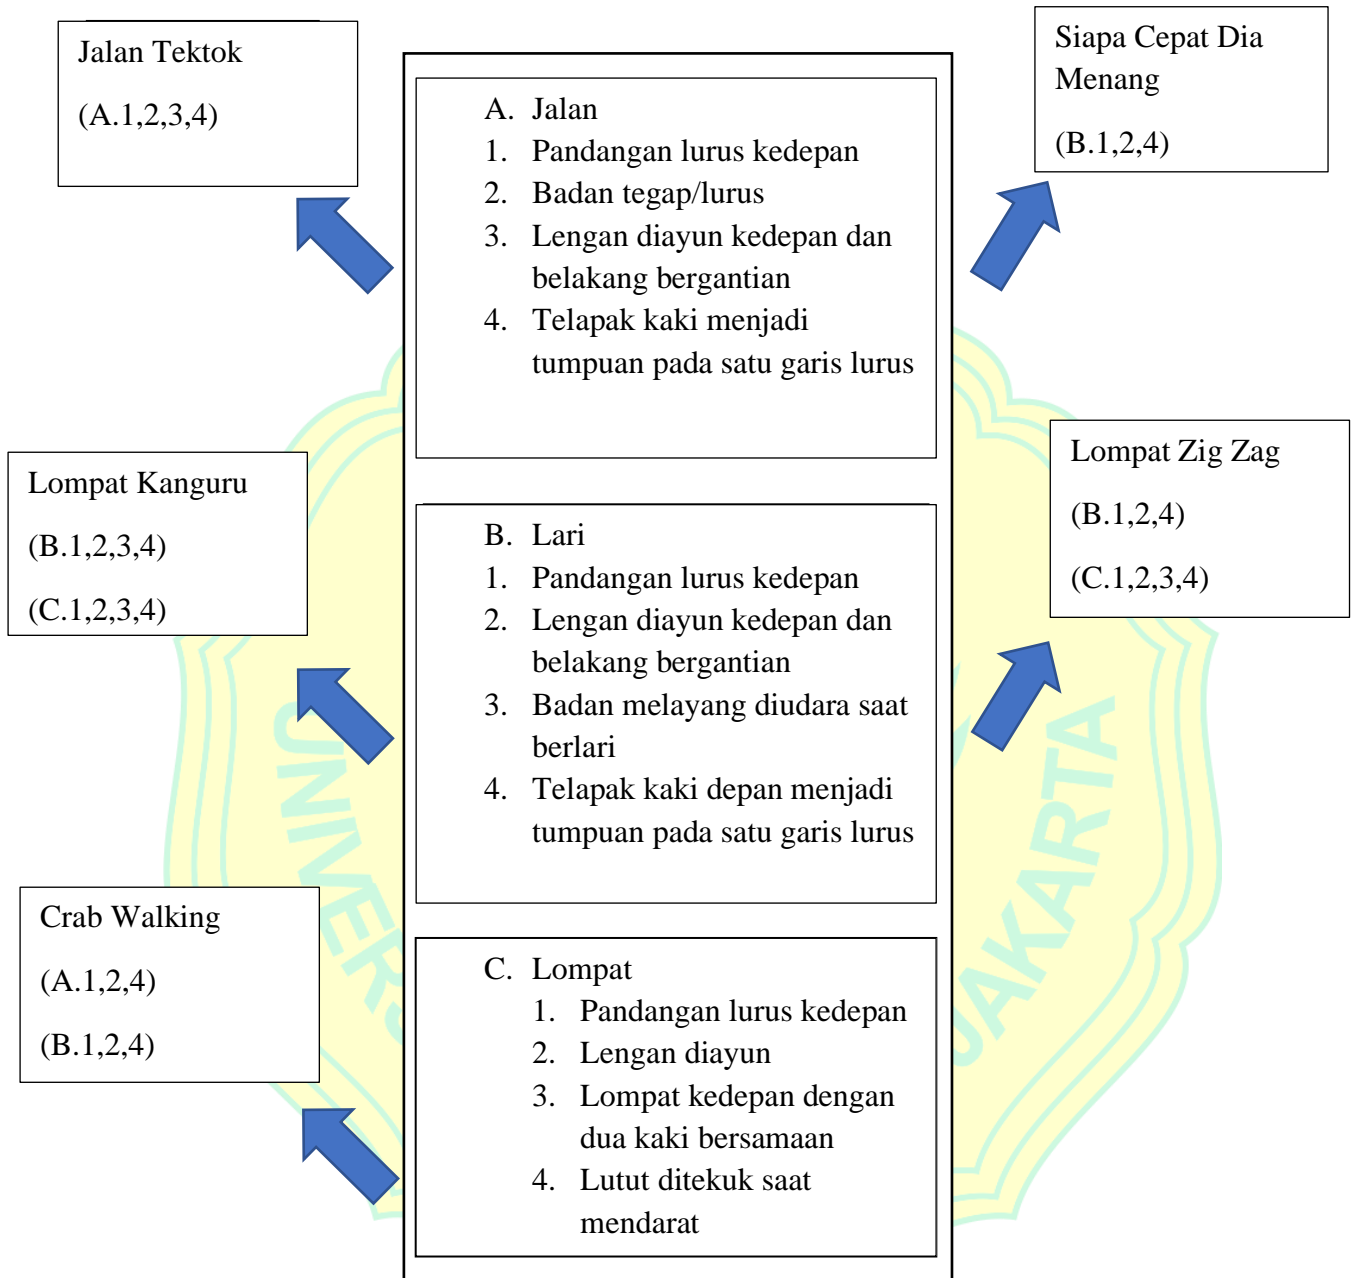 Jalan Tektok
(A.1,2,3,4)
Siapa Cepat Dia
Menang
(B.1,2,4)
A. Jalan
1. Pandangan lurus kedepan
2. Badan tegap/lurus
3. Lengan diayun kedepan dan
belakang bergantian
4. Telapak kaki menjadi
tumpuan pada satu garis lurus
Lompat Kanguru
(B.1,2,3,4)
(C.1,2,3,4)
Lompat Zig Zag
(B.1,2,4)
(C.1,2,3,4)
B. Lari
1. Pandangan lurus kedepan
2. Lengan diayun kedepan dan
belakang bergantian
3. Badan melayang diudara saat
berlari
4. Telapak kaki depan menjadi
tumpuan pada satu garis lurus
Crab Walking
(A.1,2,4)
(B.1,2,4)
C. Lompat
1. Pandangan lurus kedepan
2. Lengan diayun
3. Lompat kedepan dengan
dua kaki bersamaan
4. Lutut ditekuk saat
mendarat